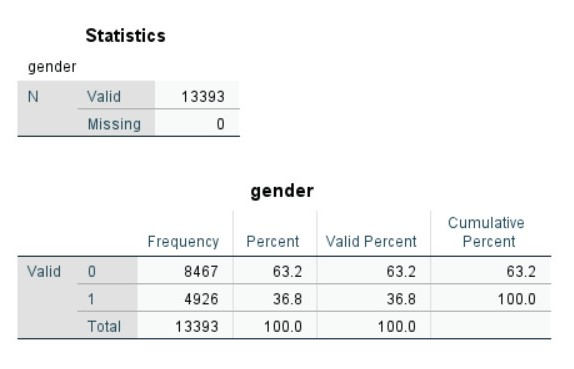 Statistics
gender
N Valid 13393
Missing 0
gender
Frequency Percent Valid Percent Cumulative Percent
Valid 0 8467 63.2 63.2 63.2
1 4926 36.8 36.8 100.0
Total 13393 100.0 100.0